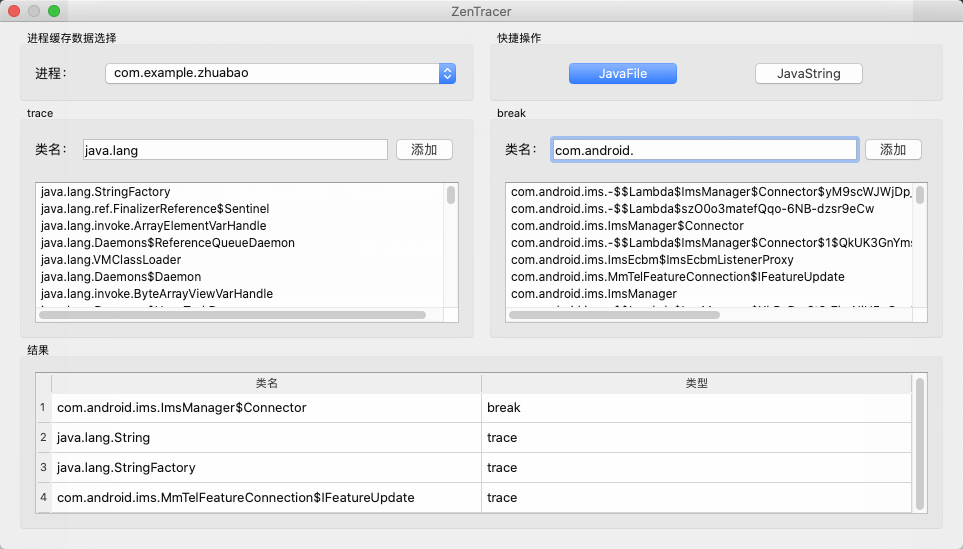 ZenTracer
进程缓存数据选择
进程：
com.example.zhuabao
快捷操作
JavaFile
JavaString
trace
类名：
java.lang
添加
java.lang.StringFactory
java.lang.ref.FinalizerReference$Sentinel
java.lang.invoke.ArrayElementVarHandle
java.lang.Daemons$ReferenceQueueDaemon
java.lang.VMClassLoader
java.lang.Daemons$Daemon
java.lang.invoke.ByteArrayViewVarHandle
break
类名：
com.android.
添加
com.android.ims.-$$Lambda$ImsManager$Connector$yM9scWJWjDp
com.android.ims.-$$Lambda$szO0o3matefQqo-6NB-dzsr9eCw
com.android.ims.ImsManager$Connector
com.android.ims.-$$Lambda$ImsManager$Connector$1$QkUK3GnYms
com.android.ims.ImsEcbm$ImsEcbmListenerProxy
com.android.ims.MmTelFeatureConnection$IFeatureUpdate
com.android.ims.ImsManager
结果
类名 类型
1 com.android.ims.ImsManager$Connector break
2 java.lang.String trace
3 java.lang.StringFactory trace
4 com.android.ims.MmTelFeatureConnection$IFeatureUpdate trace